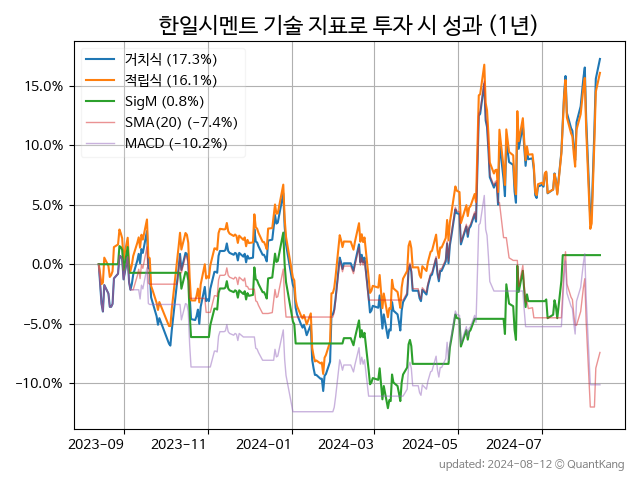 한일시멘트 기술 지표로 투자 시 성과 (1년)
거치식 (17.3%)
적립식 (16.1%)
SigM (0.8%)
SMA(20) (−7.4%)
MACD (−10.2%)
15.0%
10.0%
5.0%
0.0%
−5.0%
−10.0%
2023-09 2023-11 2024-01 2024-03 2024-05 2024-07
updated: 2024-08-12 © QuantKang